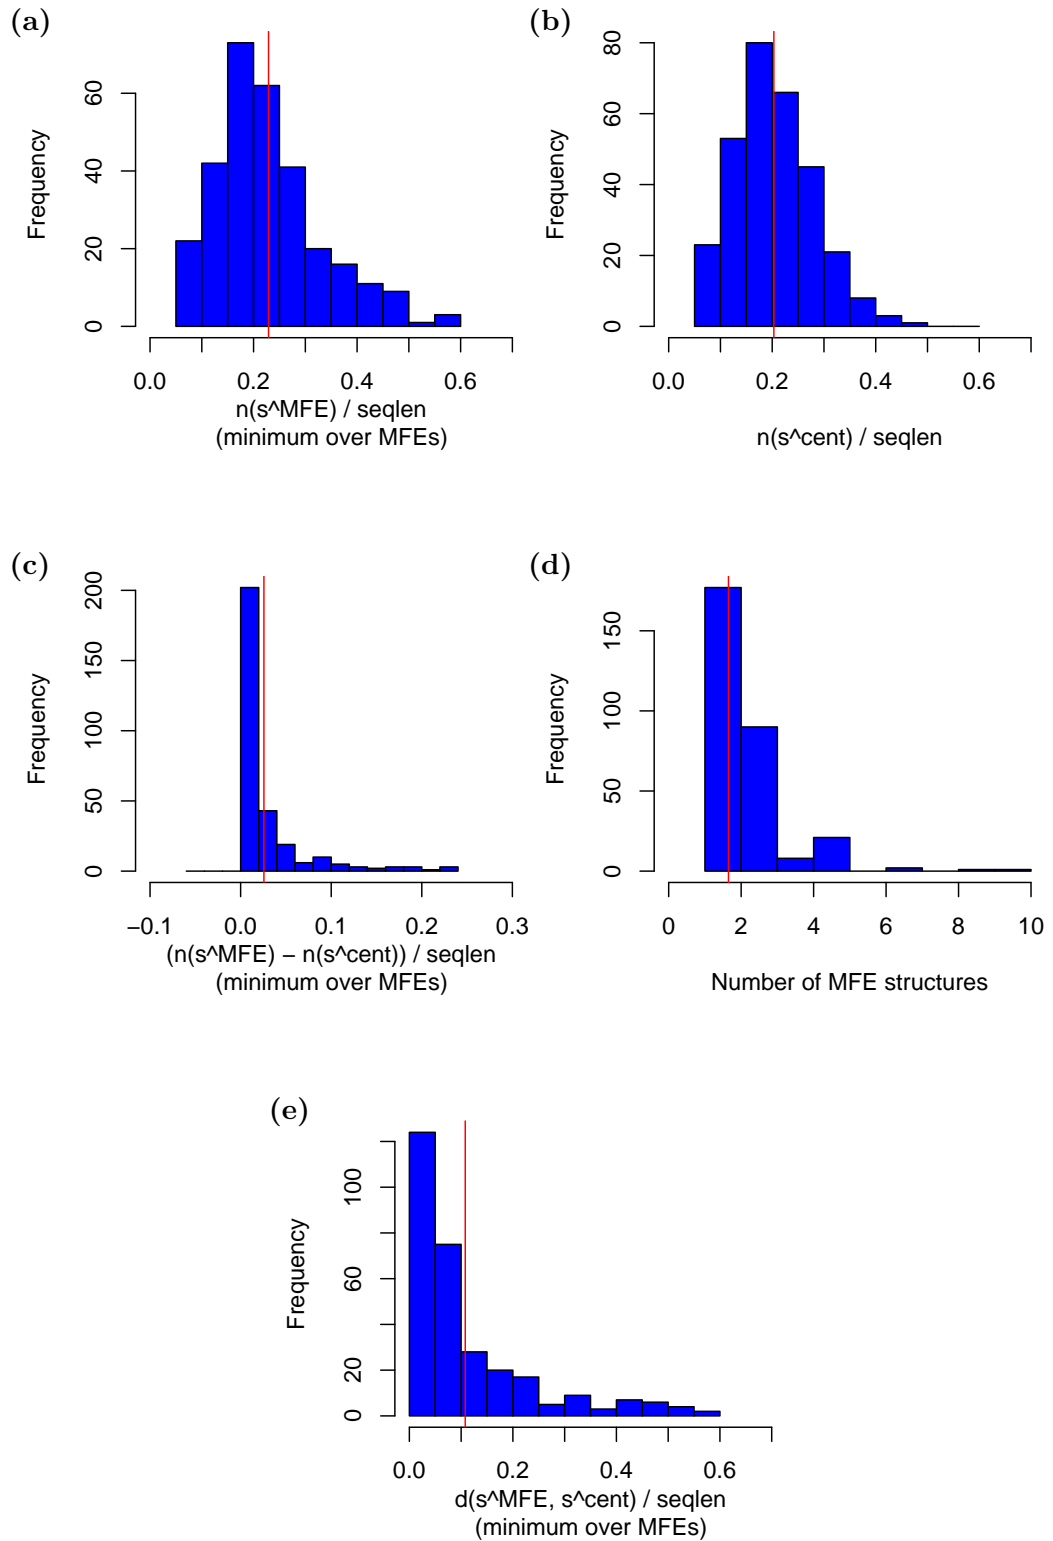 (a)
Frequency
0 20 40 60
0.0 0.2 0.4 0.6
n(s^MFE) / seqlen
(minimum over MFEs)
(b)
Frequency
0 20 40 60 80
0.0 0.2 0.4 0.6
n(s^cent) / seqlen
(c)
Frequency
0 50 100 150 200
−0.1 0.0 0.1 0.2 0.3
(n(s^MFE) − n(s^cent)) / seqlen
(minimum over MFEs)
(d)
Frequency
0 50 100 150
0 2 4 6 8 10
Number of MFE structures
(e)
Frequency
0 20 60 100
0.0 0.2 0.4 0.6
d(s^MFE, s^cent) / seqlen
(minimum over MFEs)